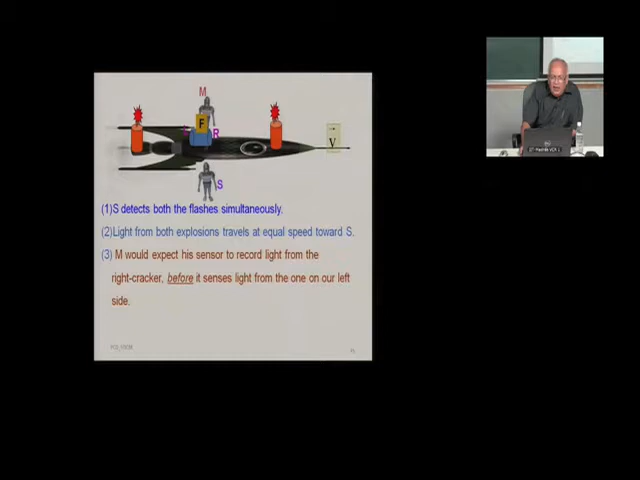 M
F
R
V
S
(1)S detects both the flashes simultaneously.
(2)Light from both explosions travels at equal speed toward S.
(3) M would expect his sensor to record light from the
right-cracker, before it senses light from the one on our left
side.